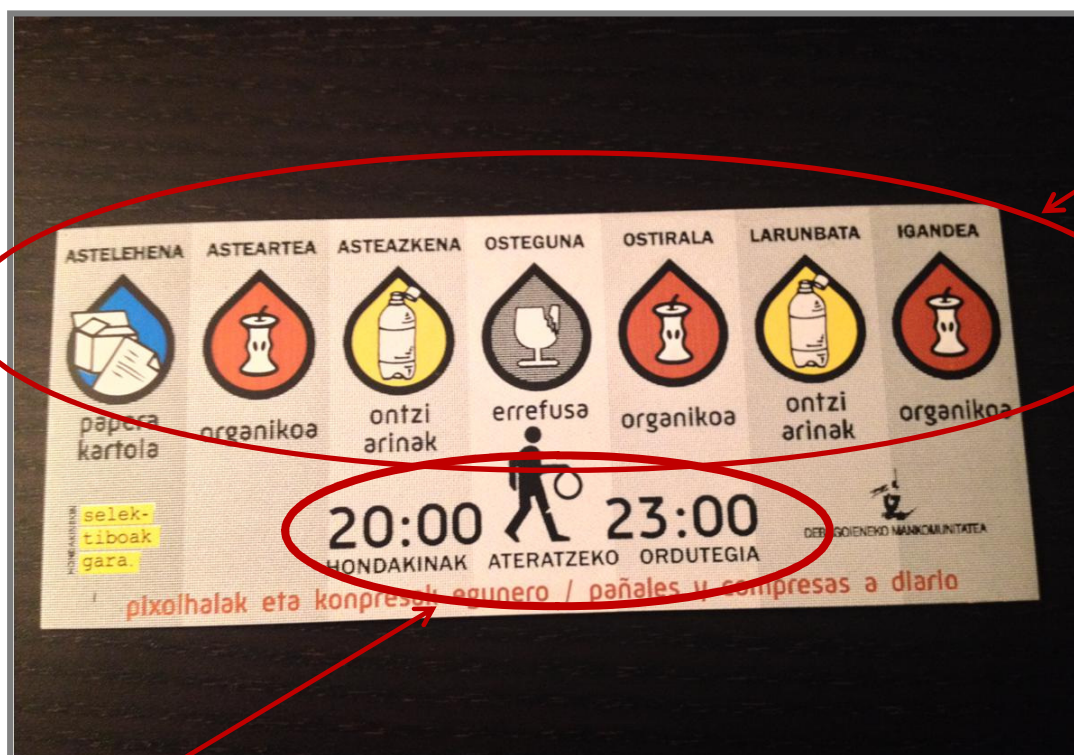 ASTELEHENA ASTEARTEA ASTEAZKENA OSTEGUNA OSTIRALA LARUNBATA IGANDEA
papera kartola
organikoa
ontzi arinak
errefusa
organikoa
ontzi arinak
organikoa
20:00 23:00
HONDAKINAK ATERATZEKO ORDUTEGIA
HONDAKINEKIN
selek-
tiboak
gara.
DEBAGOIENEKO MANKOMUNITATEA
pixoihalak eta konpresak egunero / pañales y compresas a diario